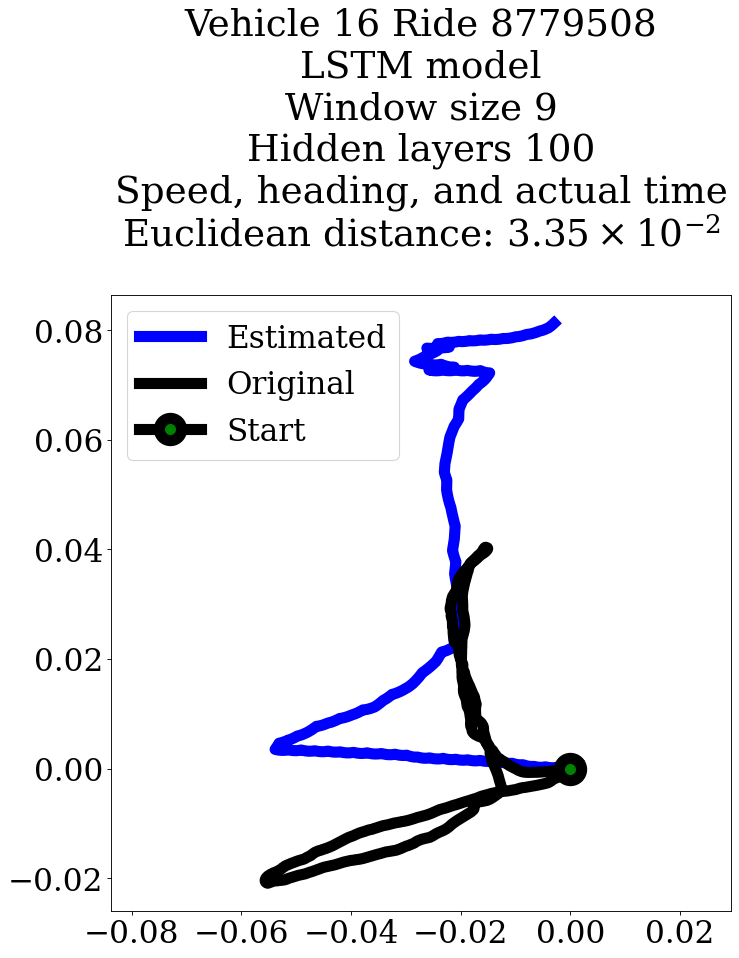 Vehicle 16 Ride 8779508
LSTM model
Window size 9
Hidden layers 100
Speed, heading, and actual time
Euclidean distance: 3.35 × 10⁻²
Estimated
Original
Start
0.08
0.06
0.04
0.02
0.00
−0.02
−0.08 −0.06 −0.04 −0.02 0.00 0.02